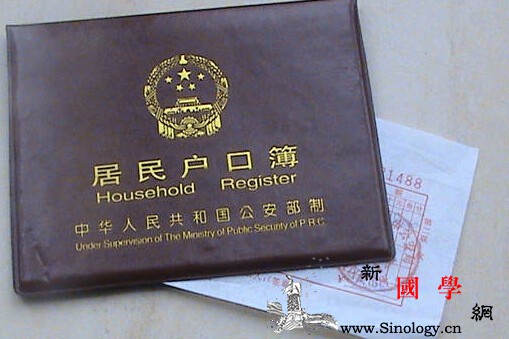 居民户口簿
Household Register
中华人民共和国公安部制
Under Supervision of The Ministry of Public Security of P.R.C.
1488
新
國學
網
www.Sinology.cn